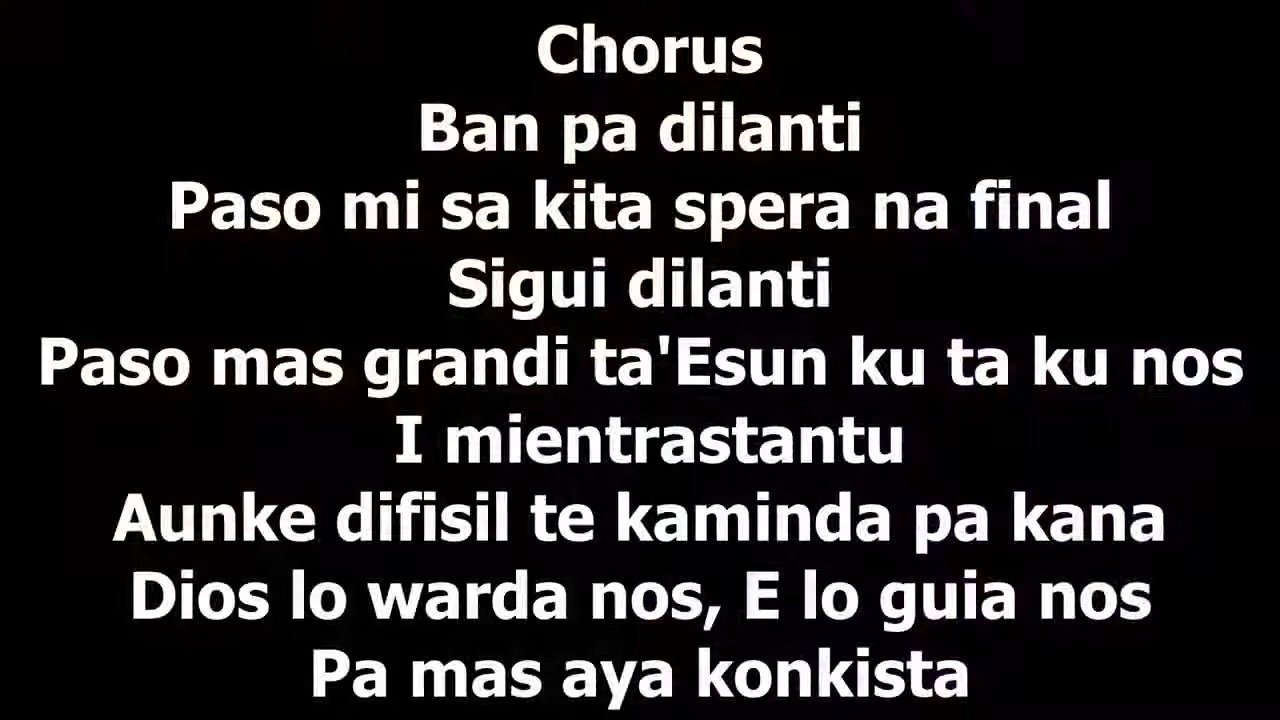 Chorus
Ban pa dilanti
Paso mi sa kita spera na final
Sigui dilanti
Paso mas grandi ta'Esun ku ta ku nos
I mientrastantu
Aunke difisil te kaminda pa kana
Dios lo warda nos, E lo guia nos
Pa mas aya konkista